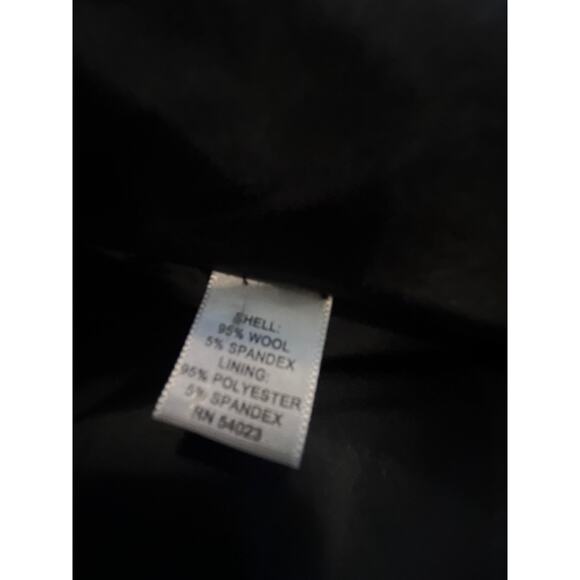 SHELL:
95% WOOL
5% SPANDEX
LINING:
95% POLYESTER
5% SPANDEX
RN 54023